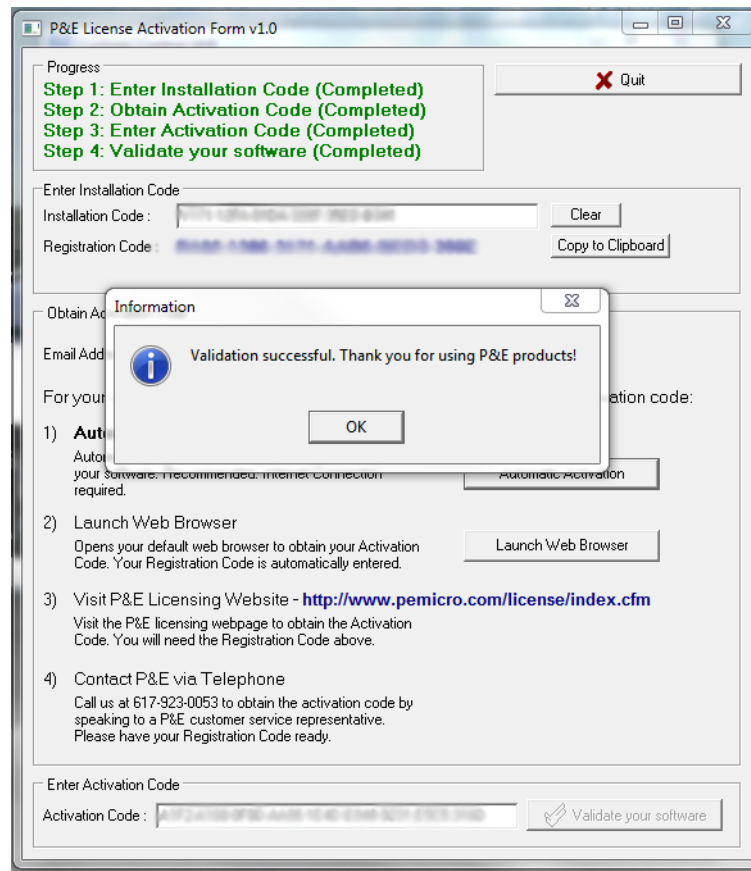 P&E License Activation Form v1.0
Progress
Step 1: Enter Installation Code (Completed)
Step 2: Obtain Activation Code (Completed)
Step 3: Enter Activation Code (Completed)
Step 4: Validate your software (Completed)
Quit
Enter Installation Code
Installation Code :
Clear
Registration Code :
Copy to Clipboard
Information
Validation successful. Thank you for using P&E products!
OK
Obtain Ac
Email Add
For your
ation code:
1) Aut
Autor
your software. Recommended. Internet Connection
required.
Automatic Activation
2) Launch Web Browser
Opens your default web browser to obtain your Activation
Code. Your Registration Code is automatically entered.
Launch Web Browser
3) Visit P&E Licensing Website - http://www.pemicro.com/license/index.cfm
Visit the P&E licensing webpage to obtain the Activation
Code. You will need the Registration Code above.
4) Contact P&E via Telephone
Call us at 617-923-0053 to obtain the activation code by
speaking to a P&E customer service representative.
Please have your Registration Code ready.
Enter Activation Code
Activation Code :
Validate your software